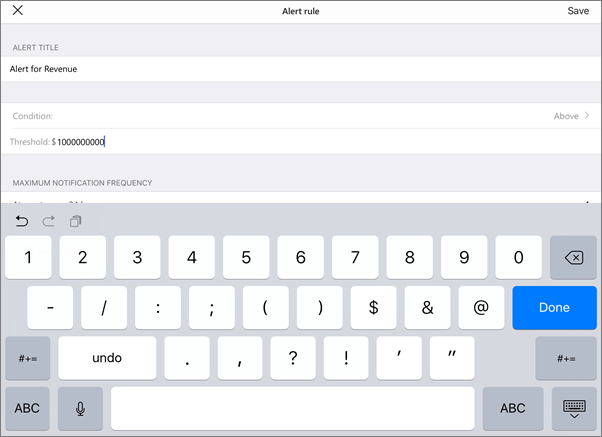 Alert rule Save
ALERT TITLE
Alert for Revenue
Condition: Above
Threshold: $ 1000000000
MAXIMUM NOTIFICATION FREQUENCY
1 2 3 4 5 6 7 8 9 0
- / : ; ( ) $ & @ Done
#+= undo . , ? ! ’ ” #+=
ABC ABC